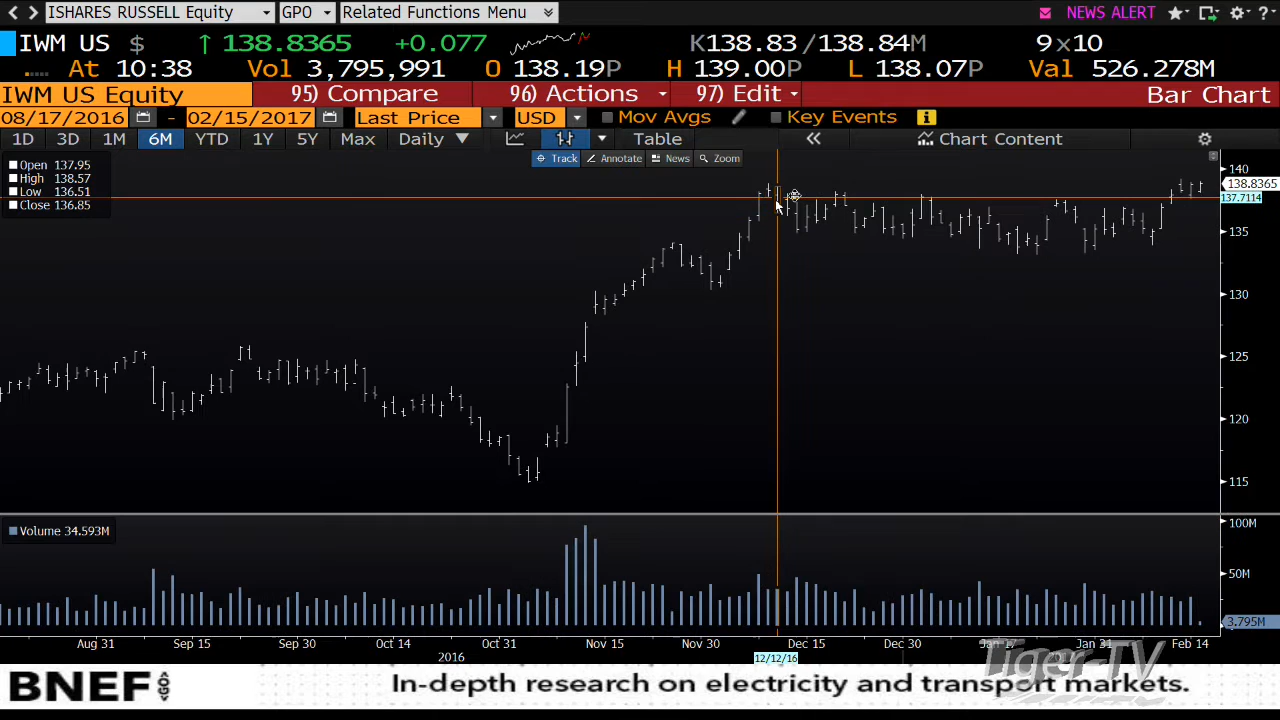 ISHARES RUSSELL Equity GPO Related Functions Menu NEWS ALERT ?
IWM US $ ↑ 138.8365 +0.077 K138.83 /138.84M 9x10
At 10:38 Vol 3,795,991 O 138.19P H 139.00P L 138.07P Val 526.278M
IWM US Equity 95) Compare 96) Actions 97) Edit Bar Chart
08/17/2016 - 02/15/2017 Last Price USD Mov Avgs Key Events i
1D 3D 1M 6M YTD 1Y 5Y Max Daily Table « Chart Content
Track Annotate News Zoom
Open 137.95
High 138.57
Low 136.51
Close 136.85
140
138.8365
137.7114
135
130
125
120
115
Volume 34.593M
100M
50M
3.795M
0
Aug 31 Sep 15 Sep 30 Oct 14 Oct 31 Nov 15 Nov 30 Dec 15 Dec 30 Jan 17 Jan 31 Feb 14
2016 12/12/16
Tiger-TV
BNEF GO
In-depth research on electricity and transport markets.